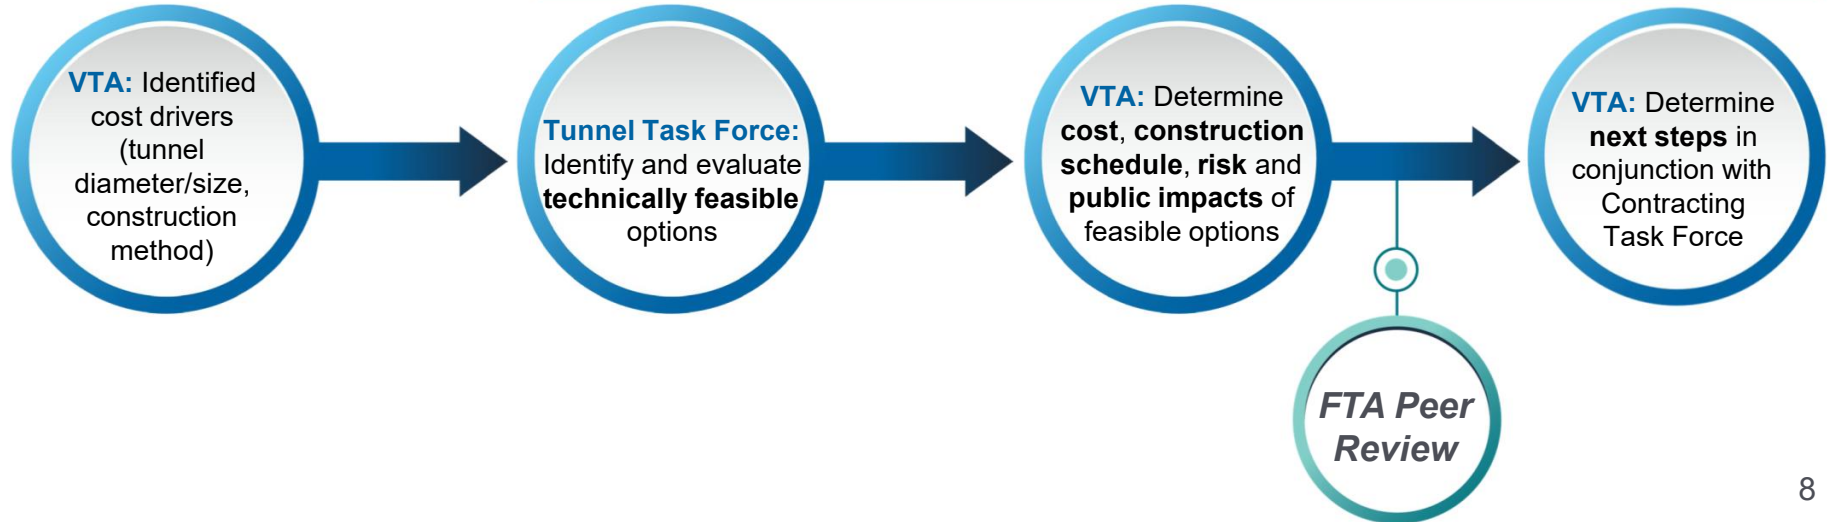 VTA: Identified
cost drivers
(tunnel
diameter/size,
construction
method)
Tunnel Task Force:
Identify and evaluate
technically feasible
options
VTA: Determine
cost, construction
schedule, risk and
public impacts of
feasible options
FTA Peer
Review
VTA: Determine
next steps in
conjunction with
Contracting
Task Force
8